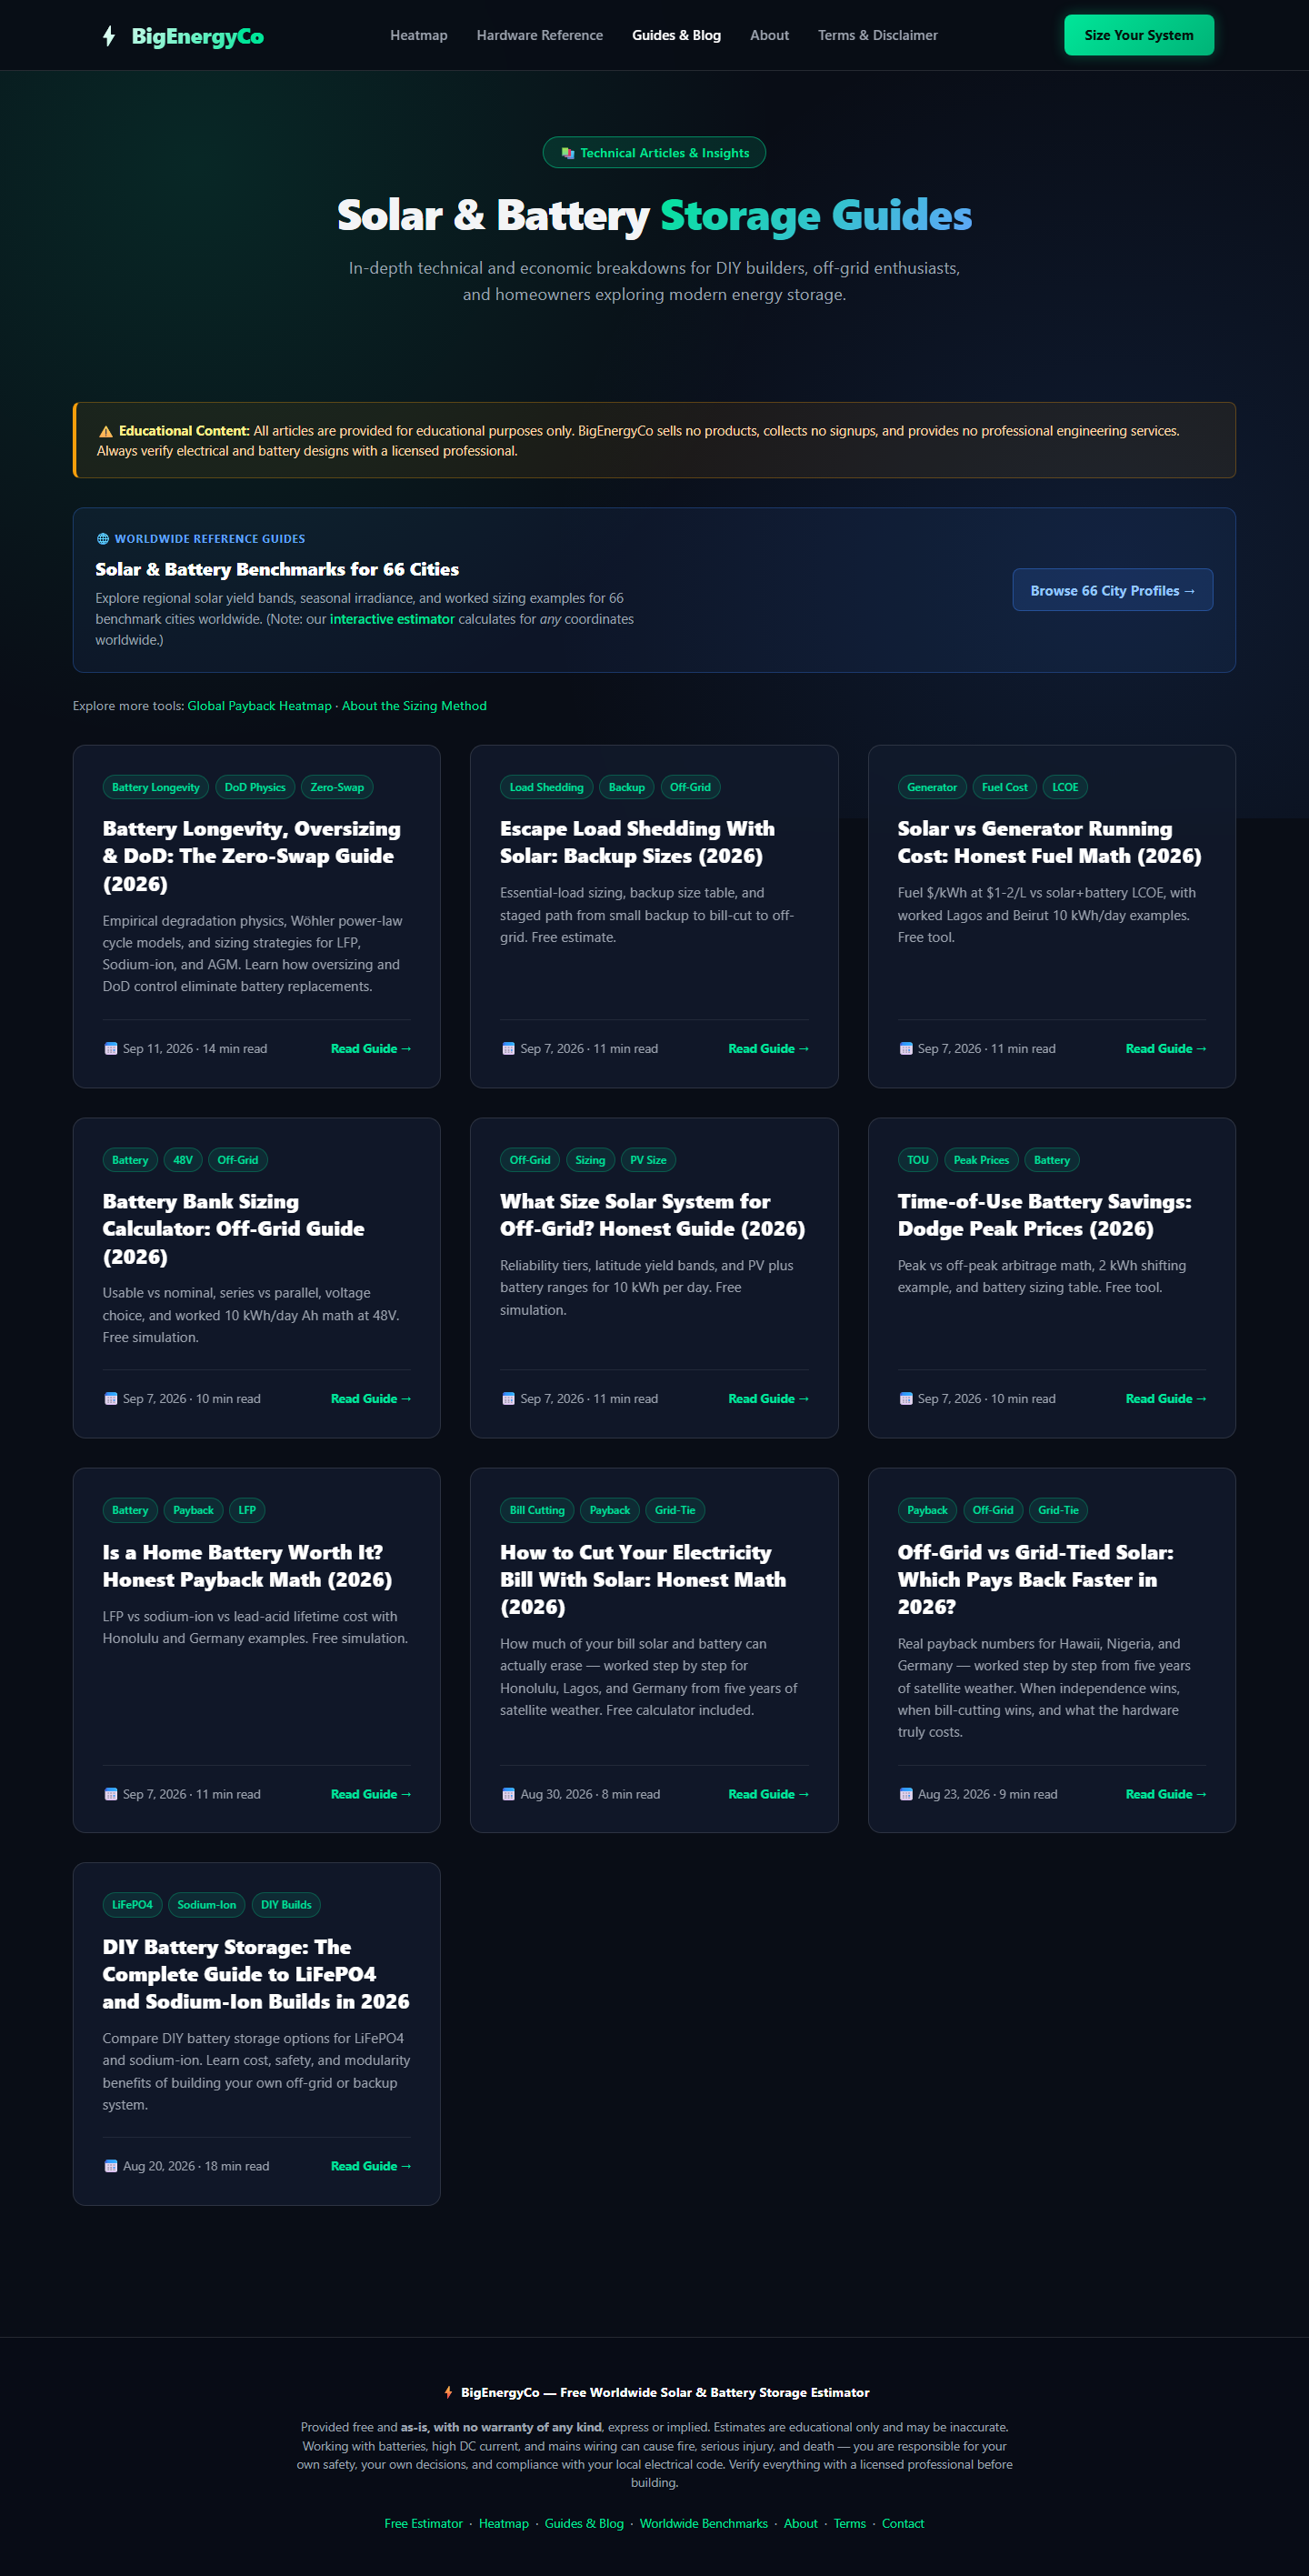 BigEnergyCo
Heatmap
Hardware Reference
Guides & Blog
About
Terms & Disclaimer
Size Your System
Technical Articles & Insights
Solar & Battery Storage Guides
In-depth technical and economic breakdowns for DIY builders, off-grid enthusiasts,
and homeowners exploring modern energy storage.
Educational Content: All articles are provided for educational purposes only. BigEnergyCo sells no products, collects no signups, and provides no professional engineering services.
Always verify electrical and battery designs with a licensed professional.
WORLDWIDE REFERENCE GUIDES
Solar & Battery Benchmarks for 66 Cities
Explore regional solar yield bands, seasonal irradiance, and worked sizing examples for 66
benchmark cities worldwide. (Note: our interactive estimator calculates for any coordinates
worldwide.)
Browse 66 City Profiles →
Explore more tools: Global Payback Heatmap · About the Sizing Method
Battery Longevity
DoD Physics
Zero-Swap
Battery Longevity, Oversizing
& DoD: The Zero-Swap Guide
(2026)
Empirical degradation physics, Wöhler power-law
cycle models, and sizing strategies for LFP,
Sodium-ion, and AGM. Learn how oversizing and
DoD control eliminate battery replacements.
Sep 11, 2026 · 14 min read
Read Guide →
Load Shedding
Backup
Off-Grid
Escape Load Shedding With
Solar: Backup Sizes (2026)
Essential-load sizing, backup size table, and
staged path from small backup to bill-cut to off-
grid. Free estimate.
Sep 7, 2026 · 11 min read
Read Guide →
Generator
Fuel Cost
LCOE
Solar vs Generator Running
Cost: Honest Fuel Math (2026)
Fuel $/kWh at $1-2/L vs solar+battery LCOE, with
worked Lagos and Beirut 10 kWh/day examples.
Free tool.
Sep 7, 2026 · 11 min read
Read Guide →
Battery
48V
Off-Grid
Battery Bank Sizing
Calculator: Off-Grid Guide
(2026)
Usable vs nominal, series vs parallel, voltage
choice, and worked 10 kWh/day Ah math at 48V.
Free simulation.
Sep 7, 2026 · 10 min read
Read Guide →
Off-Grid
Sizing
PV Size
What Size Solar System for
Off-Grid? Honest Guide (2026)
Reliability tiers, latitude yield bands, and PV plus
battery ranges for 10 kWh per day. Free
simulation.
Sep 7, 2026 · 11 min read
Read Guide →
TOU
Peak Prices
Battery
Time-of-Use Battery Savings:
Dodge Peak Prices (2026)
Peak vs off-peak arbitrage math, 2 kWh shifting
example, and battery sizing table. Free tool.
Sep 7, 2026 · 10 min read
Read Guide →
Battery
Payback
LFP
Is a Home Battery Worth It?
Honest Payback Math (2026)
LFP vs sodium-ion vs lead-acid lifetime cost with
Honolulu and Germany examples. Free simulation.
Sep 7, 2026 · 11 min read
Read Guide →
Bill Cutting
Payback
Grid-Tie
How to Cut Your Electricity
Bill With Solar: Honest Math
(2026)
How much of your bill solar and battery can
actually erase — worked step by step for
Honolulu, Lagos, and Germany from five years of
satellite weather. Free calculator included.
Aug 30, 2026 · 8 min read
Read Guide →
Payback
Off-Grid
Grid-Tie
Off-Grid vs Grid-Tied Solar:
Which Pays Back Faster in
2026?
Real payback numbers for Hawaii, Nigeria, and
Germany — worked step by step from five years
of satellite weather. When independence wins,
when bill-cutting wins, and what the hardware
truly costs.
Aug 23, 2026 · 9 min read
Read Guide →
LiFePO4
Sodium-Ion
DIY Builds
DIY Battery Storage: The
Complete Guide to LiFePO4
and Sodium-Ion Builds in 2026
Compare DIY battery storage options for LiFePO4
and sodium-ion. Learn cost, safety, and modularity
benefits of building your own off-grid or backup
system.
Aug 20, 2026 · 18 min read
Read Guide →
BigEnergyCo — Free Worldwide Solar & Battery Storage Estimator
Provided free and as-is, with no warranty of any kind, express or implied. Estimates are educational only and may be inaccurate.
Working with batteries, high DC current, and mains wiring can cause fire, serious injury, and death — you are responsible for your
own safety, your own decisions, and compliance with your local electrical code. Verify everything with a licensed professional before
building.
Free Estimator · Heatmap · Guides & Blog · Worldwide Benchmarks · About · Terms · Contact